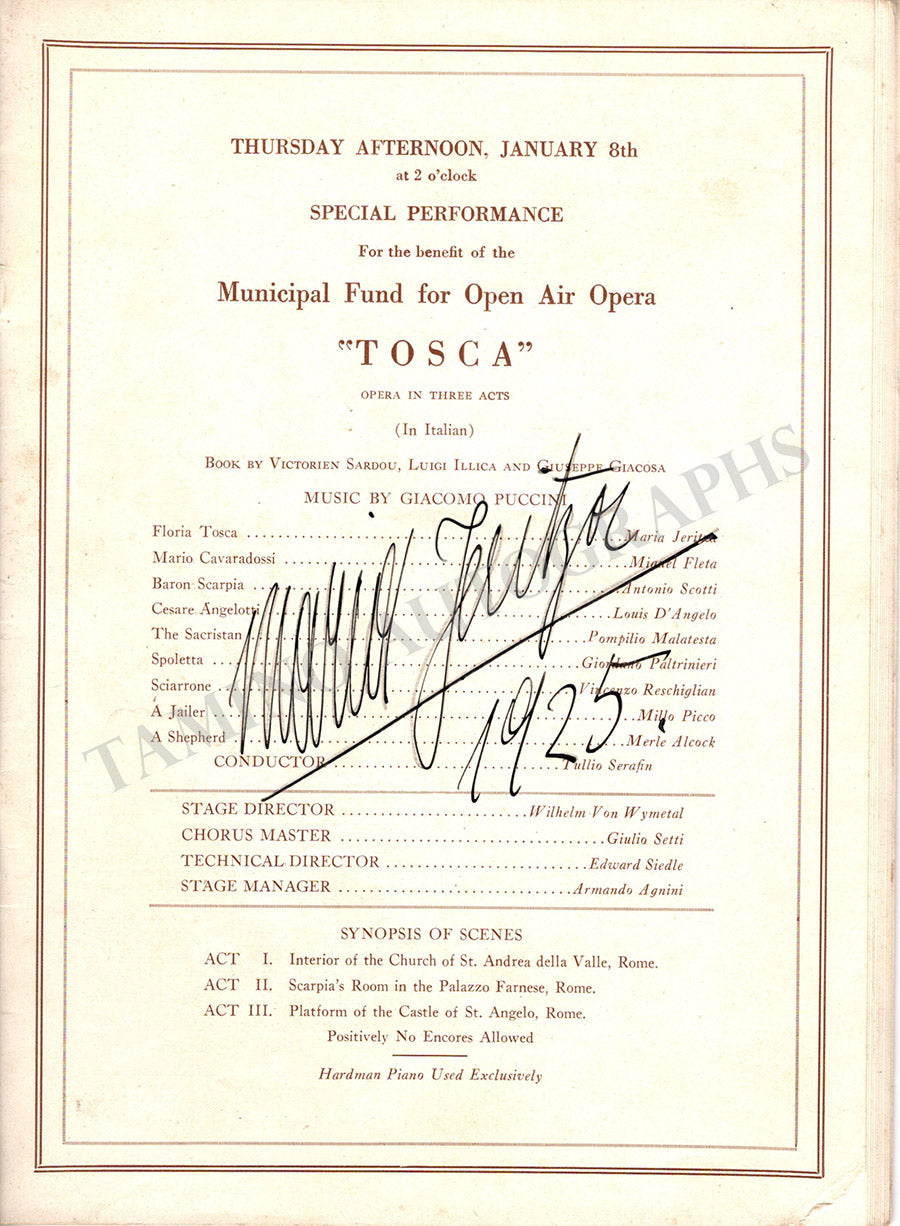 THURSDAY AFTERNOON, JANUARY 8th
at 2 o'clock
SPECIAL PERFORMANCE
For the benefit of the
Municipal Fund for Open Air Opera
"TOSCA"
OPERA IN THREE ACTS
(In Italian)
BOOK BY VICTORIEN SARDOU, LUIGI ILLICA AND GIUSEPPE GIACOSA
MUSIC BY GIACOMO PUCCINI
Floria Tosca ............ Maria Jeritza
Mario Cavaradossi ............ Miguel Fleta
Baron Scarpia ............ Antonio Scotti
Cesare Angelotti ............ Louis D'Angelo
The Sacristan ............ Pompilio Malatesta
Spoletta ............ Giordano Paltrinieri
Sciarrone ............ Vincenzo Reschiglian
A Jailer ............ Millo Picco
A Shepherd ............ Merle Alcock
CONDUCTOR ............ Tullio Serafin
Maria Jeritza
1925.
STAGE DIRECTOR ............ Wilhelm Von Wymetal
CHORUS MASTER ............ Giulio Setti
TECHNICAL DIRECTOR ............ Edward Siedle
STAGE MANAGER ............ Armando Agnini
SYNOPSIS OF SCENES
ACT I. Interior of the Church of St. Andrea della Valle, Rome.
ACT II. Scarpia's Room in the Palazzo Farnese, Rome.
ACT III. Platform of the Castle of St. Angelo, Rome.
Positively No Encores Allowed
Hardman Piano Used Exclusively
TAMINO AUTOGRAPHS